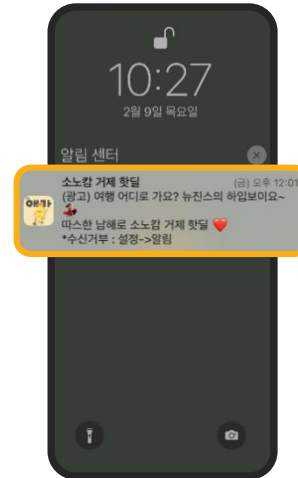 10:27
2월 9일 목요일
알림 센터
소노캄 거제 핫딜 (금) 오후 12:01
(광고) 여행 어디로 가요? 뉴진스의 하입보이요~
따스한 남해로 소노캄 거제 핫딜
*수신거부 : 설정->알림